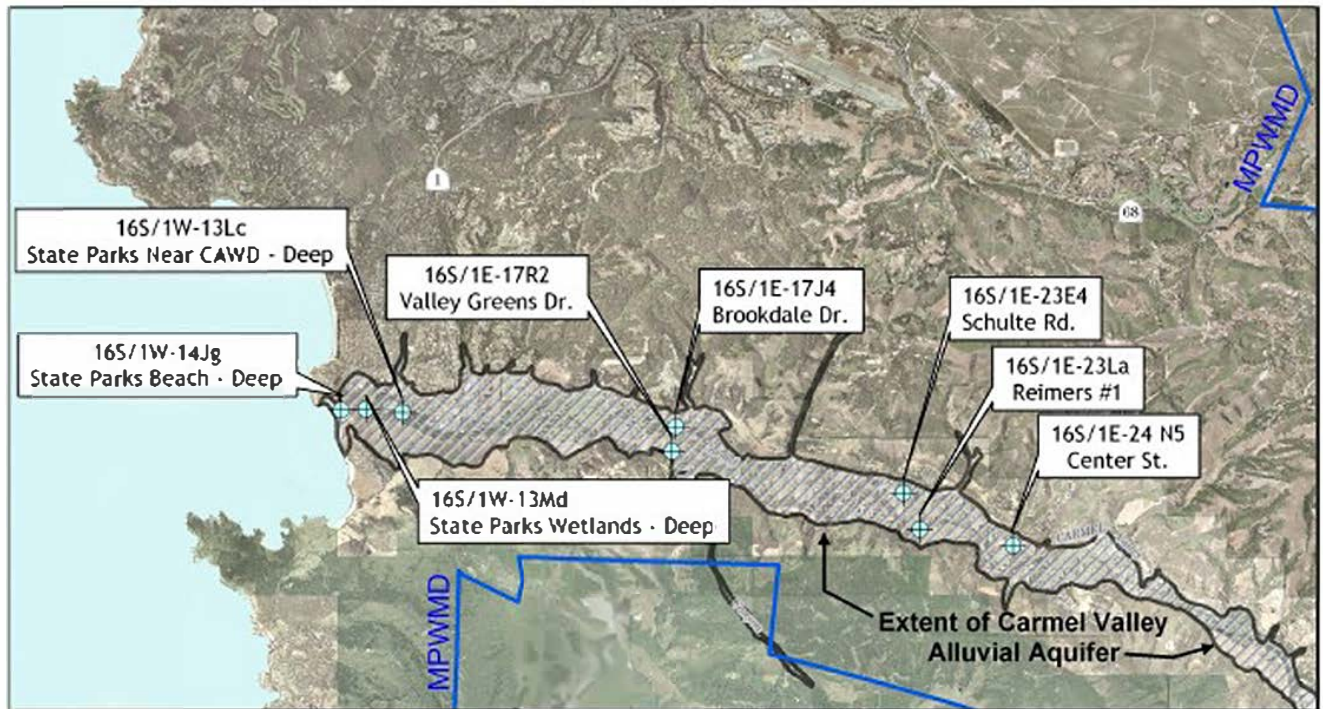 MPWMD
1
68
16S/1W-13Lc
State Parks Near CAWD - Deep
16S/1E-17R2
Valley Greens Dr.
16S/1E-17J4
Brookdale Dr.
16S/1E-23E4
Schulte Rd.
16S/1W-14Jg
State Parks Beach - Deep
16S/1E-23La
Reimers #1
16S/1E-24 N5
Center St.
16S/1W-13Md
State Parks Wetlands - Deep
CARMEL
MPWMD
Extent of Carmel Valley
Alluvial Aquifer